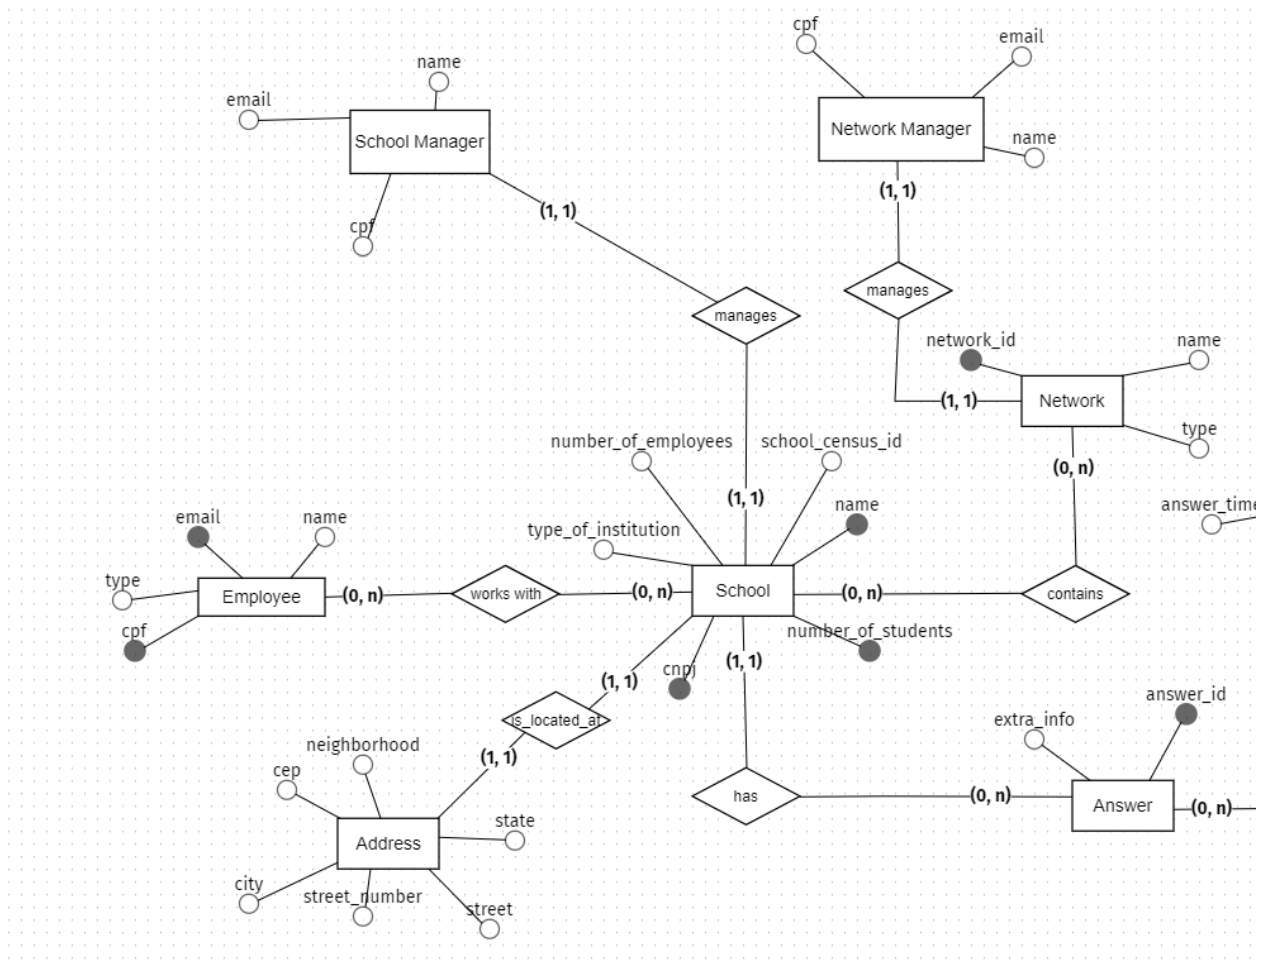 cpf
email
name
email
School Manager
Network Manager
name
(1, 1)
(1, 1)
cpf
manages
manages
network_id
name
(1, 1)
Network
type
number_of_employees
school_census_id
(0, n)
(1, 1)
name
answer_time
email
name
type_of_institution
type
Employee
(0, n)
works with
(0, n)
School
(0, n)
contains
cpf
number_of_students
(1, 1)
cnpj
(1, 1)
answer_id
is_located_at
extra_info
neighborhood
(1, 1)
cep
has
(0, n)
Answer
(0, n)
state
Address
city
street_number
street